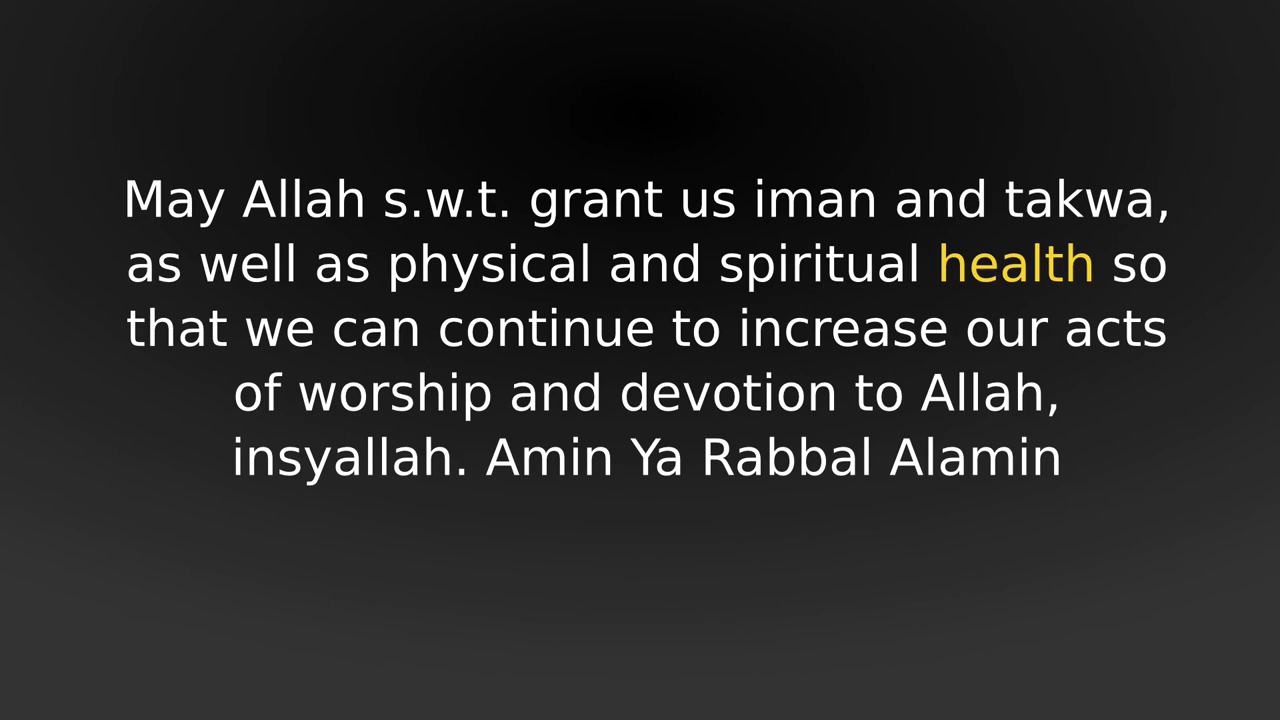 May Allah s.w.t. grant us iman and takwa,
as well as physical and spiritual health so
that we can continue to increase our acts
of worship and devotion to Allah,
insyallah. Amin Ya Rabbal Alamin